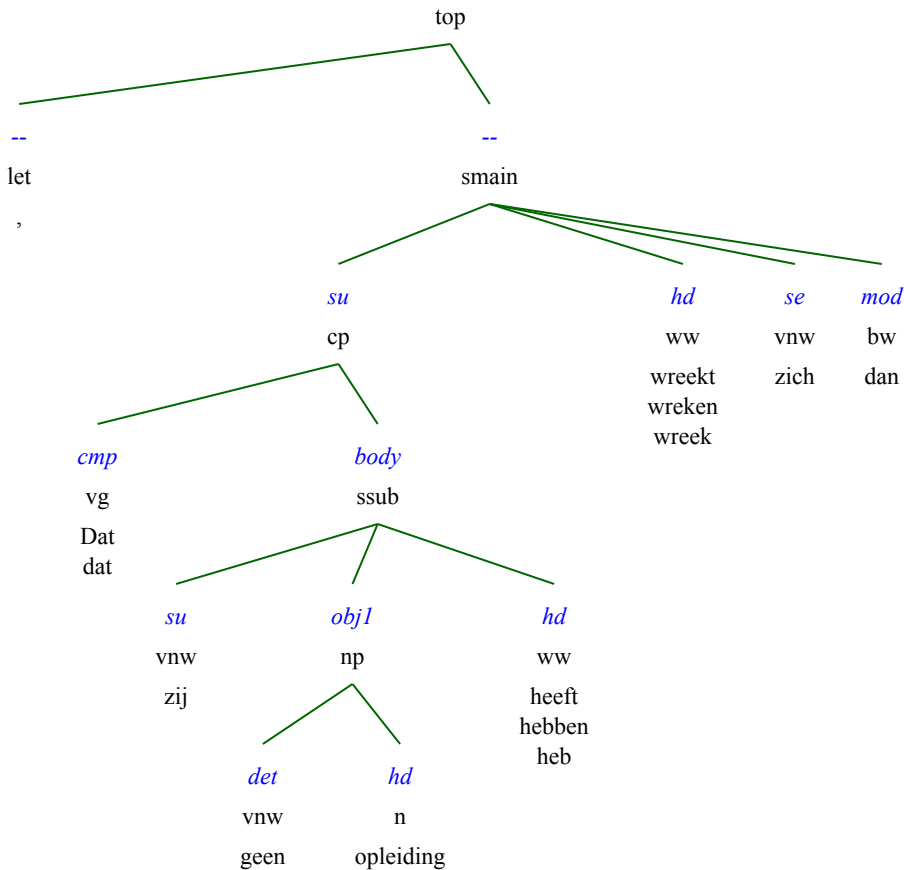 top
-- --
let smain
,
su hd se mod
cp ww vnw bw
wreekt zich dan
wreken
wreek
cmp body
vg ssub
Dat
dat
su obj1 hd
vnw np ww
zij heeft
hebben
heb
det hd
vnw n
geen opleiding